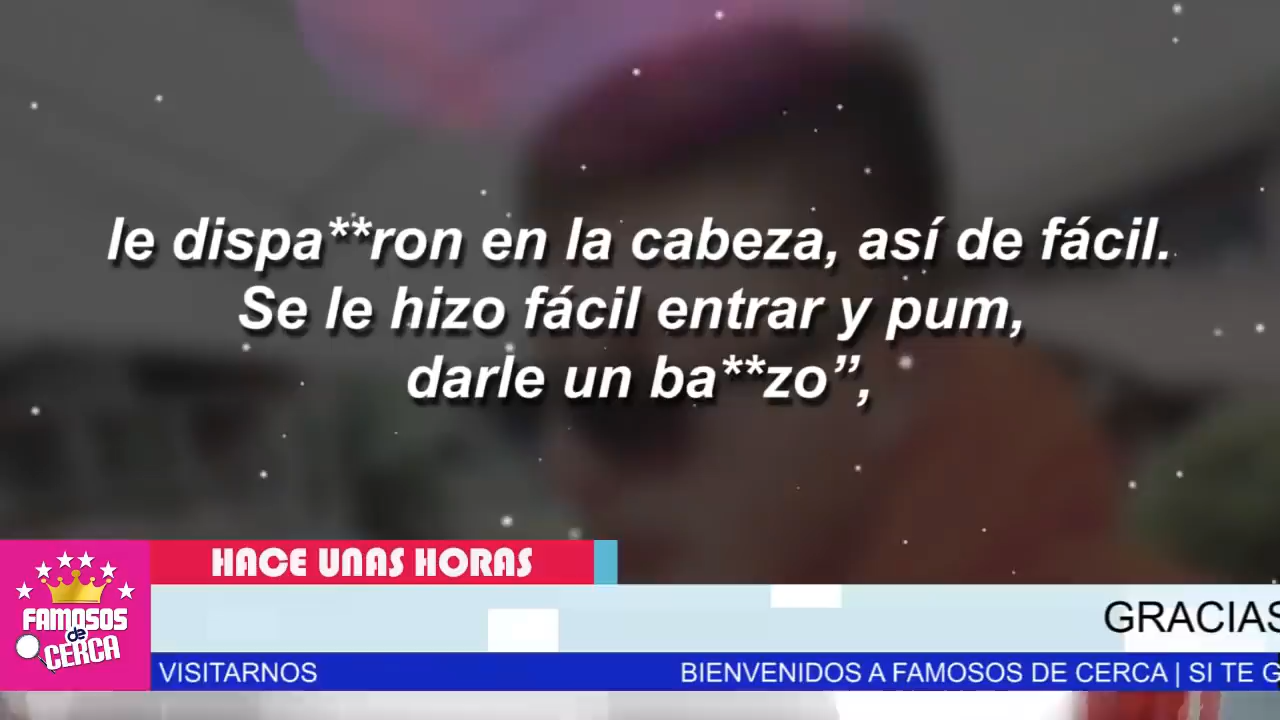 le dispa**ron en la cabeza, así de fácil.
Se le hizo fácil entrar y pum,
darle un ba**zo”,
HACE UNAS HORAS
FAMOSOS
de
CERCA
GRACIAS
VISITARNOS
BIENVENIDOS A FAMOSOS DE CERCA | SI TE G